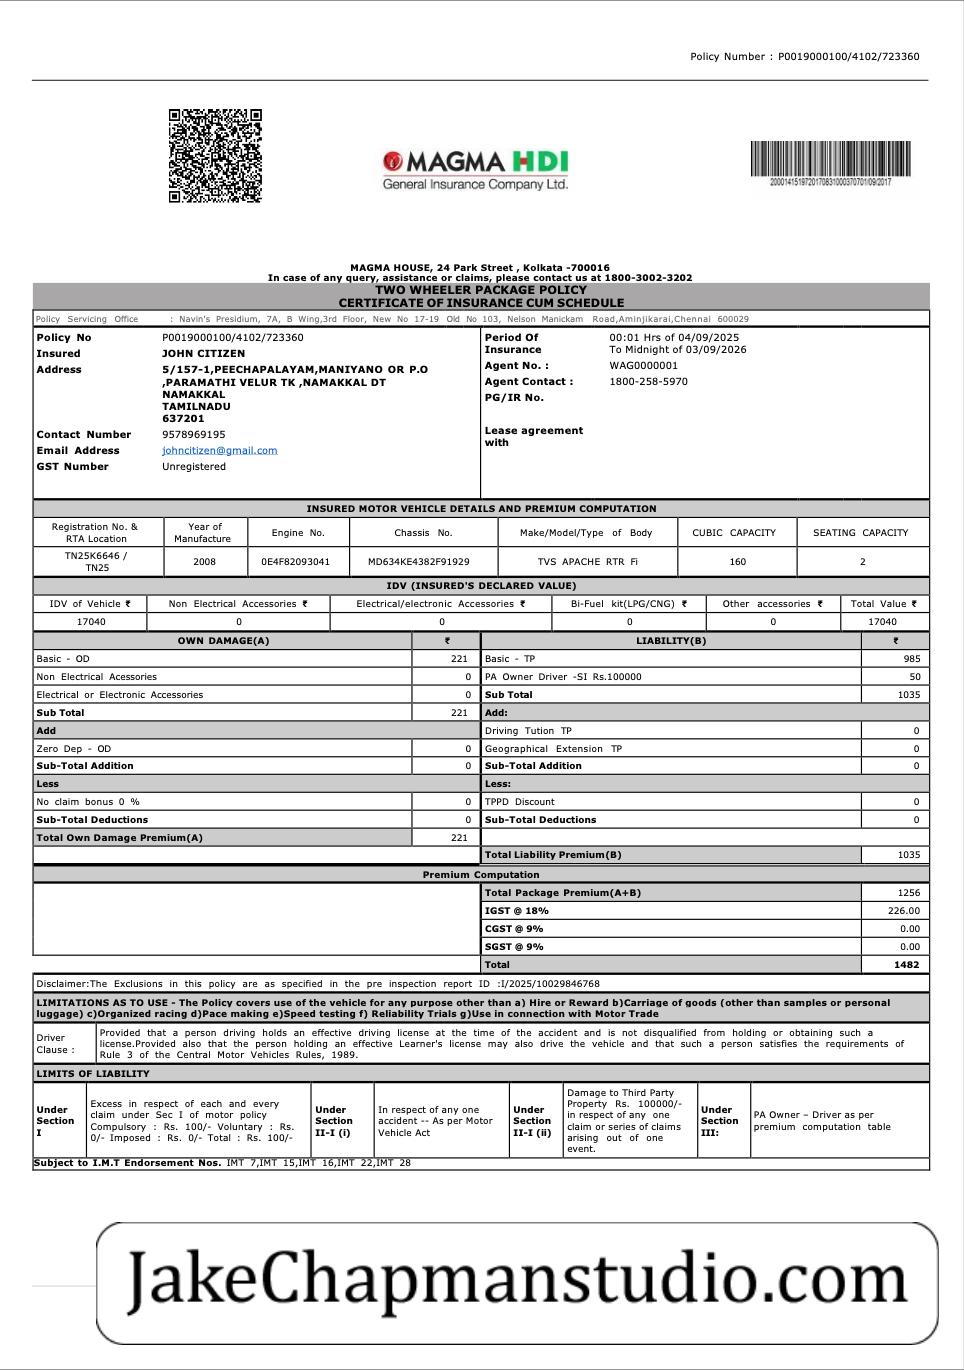 Policy Number : P0019000100/4102/723360
MAGMA HDI
General Insurance Company Ltd.
20001415197201708310003707​01/09/2017
MAGMA HOUSE, 24 Park Street , Kolkata -700016
In case of any query, assistance or claims, please contact us at 1800-3002-3202
TWO WHEELER PACKAGE POLICY
CERTIFICATE OF INSURANCE CUM SCHEDULE
Policy Servicing Office : Navin's Presidium, 7A, B Wing,3rd Floor, New No 17-19 Old No 103, Nelson Manickam Road,Aminjikarai,Chennai 600029
Policy No P0019000100/4102/723360
Insured JOHN CITIZEN
Address 5/157-1,PEECHAPALAYAM,MANIYANO OR P.O
,PARAMATHI VELUR TK ,NAMAKKAL DT
NAMAKKAL
TAMILNADU
637201
Contact Number 9578969195
Email Address johncitizen@gmail.com
GST Number Unregistered
Period Of Insurance 00:01 Hrs of 04/09/2025
To Midnight of 03/09/2026
Agent No. : WAG0000001
Agent Contact : 1800-258-5970
PG/IR No.
Lease agreement
with
INSURED MOTOR VEHICLE DETAILS AND PREMIUM COMPUTATION
Registration No. & RTA Location Year of Manufacture Engine No. Chassis No. Make/Model/Type of Body CUBIC CAPACITY SEATING CAPACITY
TN25K6646 / TN25 2008 0E4F82093041 MD634KE4382F91929 TVS APACHE RTR Fi 160 2
IDV (INSURED'S DECLARED VALUE)
IDV of Vehicle ₹ Non Electrical Accessories ₹ Electrical/electronic Accessories ₹ Bi-Fuel kit(LPG/CNG) ₹ Other accessories ₹ Total Value ₹
17040 0 0 0 0 17040
OWN DAMAGE(A) ₹ LIABILITY(B) ₹
Basic - OD 221 Basic - TP 985
Non Electrical Acessories 0 PA Owner Driver -SI Rs.100000 50
Electrical or Electronic Accessories 0 Sub Total 1035
Sub Total 221 Add:
Add Driving Tution TP 0
Zero Dep - OD 0 Geographical Extension TP 0
Sub-Total Addition 0 Sub-Total Addition 0
Less Less:
No claim bonus 0 % 0 TPPD Discount 0
Sub-Total Deductions 0 Sub-Total Deductions 0
Total Own Damage Premium(A) 221
Total Liability Premium(B) 1035
Premium Computation
Total Package Premium(A+B) 1256
IGST @ 18% 226.00
CGST @ 9% 0.00
SGST @ 9% 0.00
Total 1482
Disclaimer:The Exclusions in this policy are as specified in the pre inspection report ID :I/2025/10029846768
LIMITATIONS AS TO USE - The Policy covers use of the vehicle for any purpose other than a) Hire or Reward b)Carriage of goods (other than samples or personal
luggage) c)Organized racing d)Pace making e)Speed testing f) Reliability Trials g)Use in connection with Motor Trade
Driver
Clause :
Provided that a person driving holds an effective driving license at the time of the accident and is not disqualified from holding or obtaining such a
license.Provided also that the person holding an effective Learner's license may also drive the vehicle and that such a person satisfies the requirements of
Rule 3 of the Central Motor Vehicles Rules, 1989.
LIMITS OF LIABILITY
Under
Section
I
Excess in respect of each and every
claim under Sec I of motor policy
Compulsory : Rs. 100/- Voluntary : Rs.
0/- Imposed : Rs. 0/- Total : Rs. 100/-
Under
Section
II-I (i)
In respect of any one
accident -- As per Motor
Vehicle Act
Under
Section
II-I (ii)
Damage to Third Party
Property Rs. 100000/-
in respect of any one
claim or series of claims
arising out of one
event.
Under
Section
III:
PA Owner – Driver as per
premium computation table
Subject to I.M.T Endorsement Nos. IMT 7,IMT 15,IMT 16,IMT 22,IMT 28
JakeChapmanstudio.com